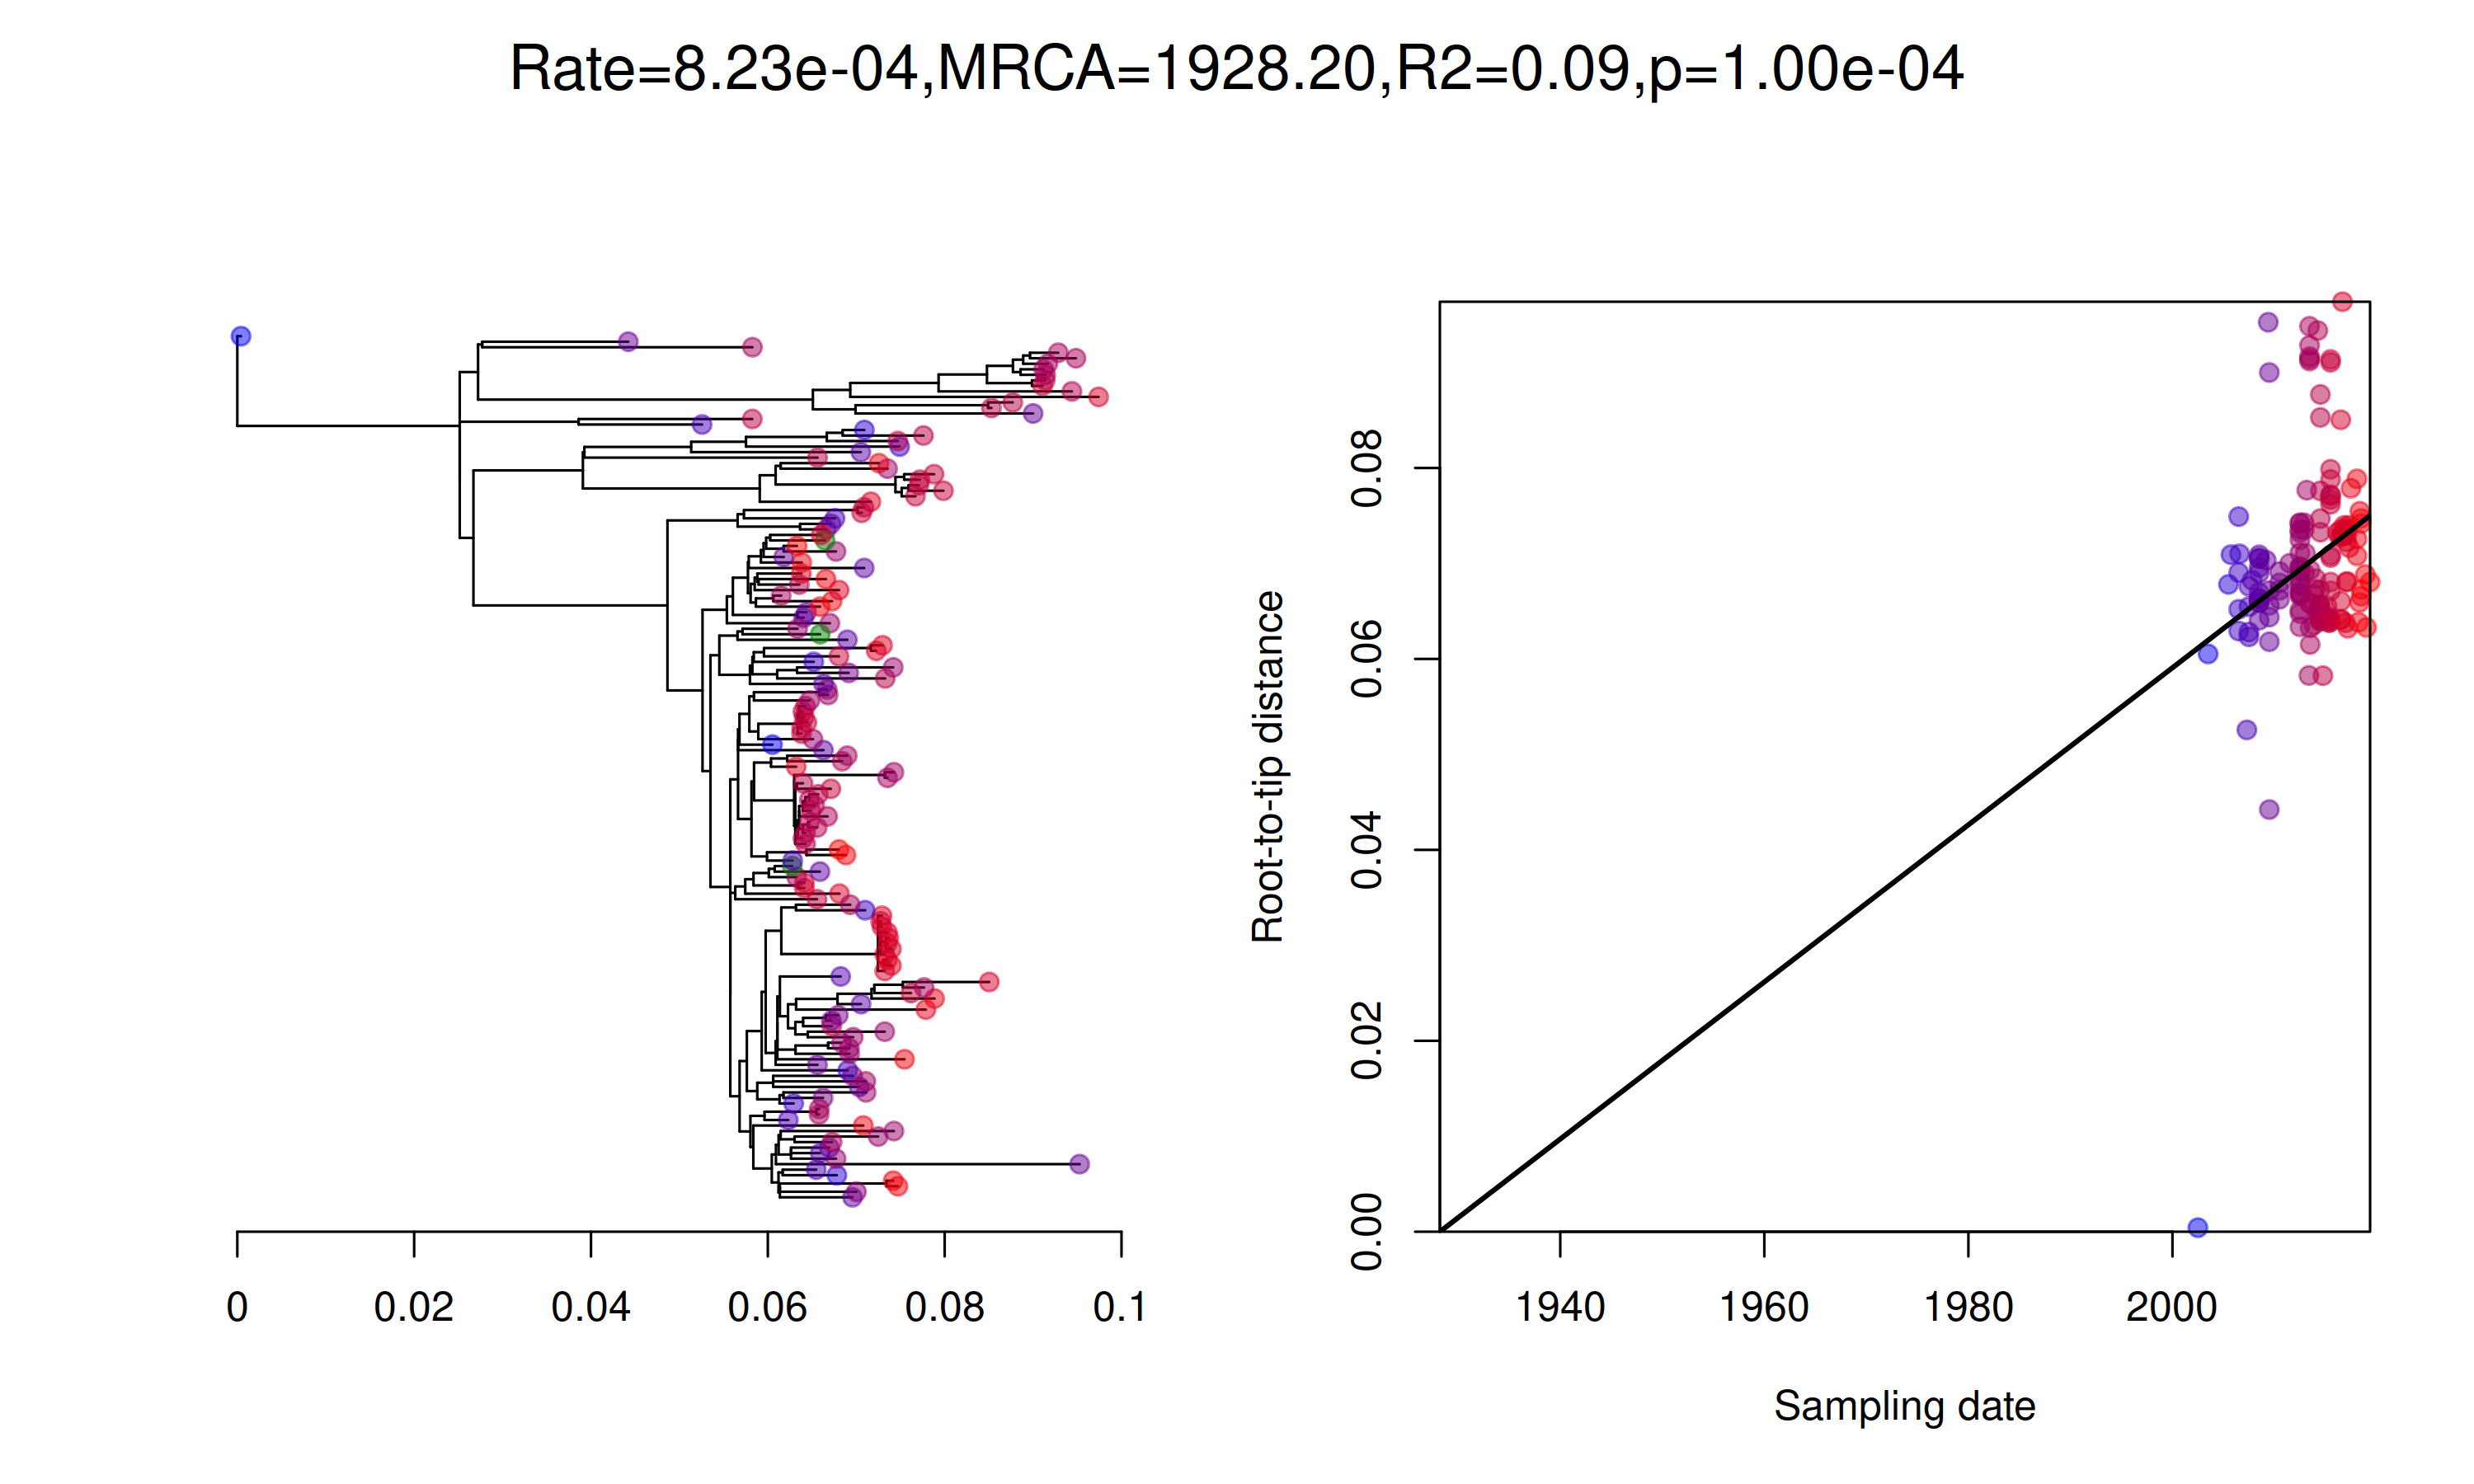 Rate=8.23e-04,MRCA=1928.20,R2=0.09,p=1.00e-04
0 0.02 0.04 0.06 0.08 0.1
Root-to-tip distance
0.00 0.02 0.04 0.06 0.08
1940 1960 1980 2000
Sampling date